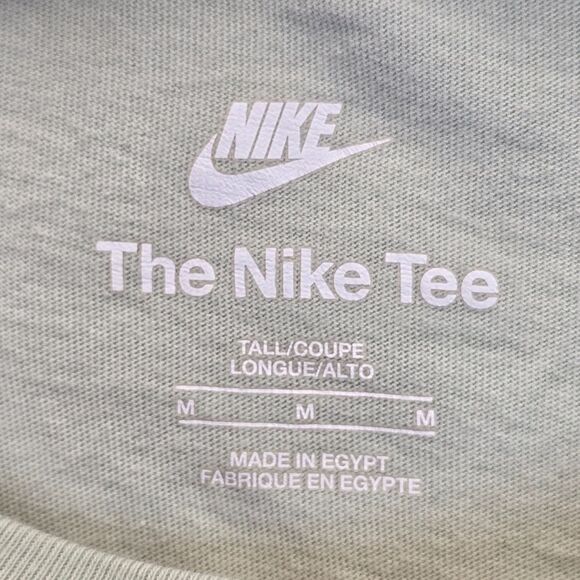 NIKE
The Nike Tee
TALL/COUPE
LONGUE/ALTO
M M M
MADE IN EGYPT
FABRIQUE EN EGYPTE